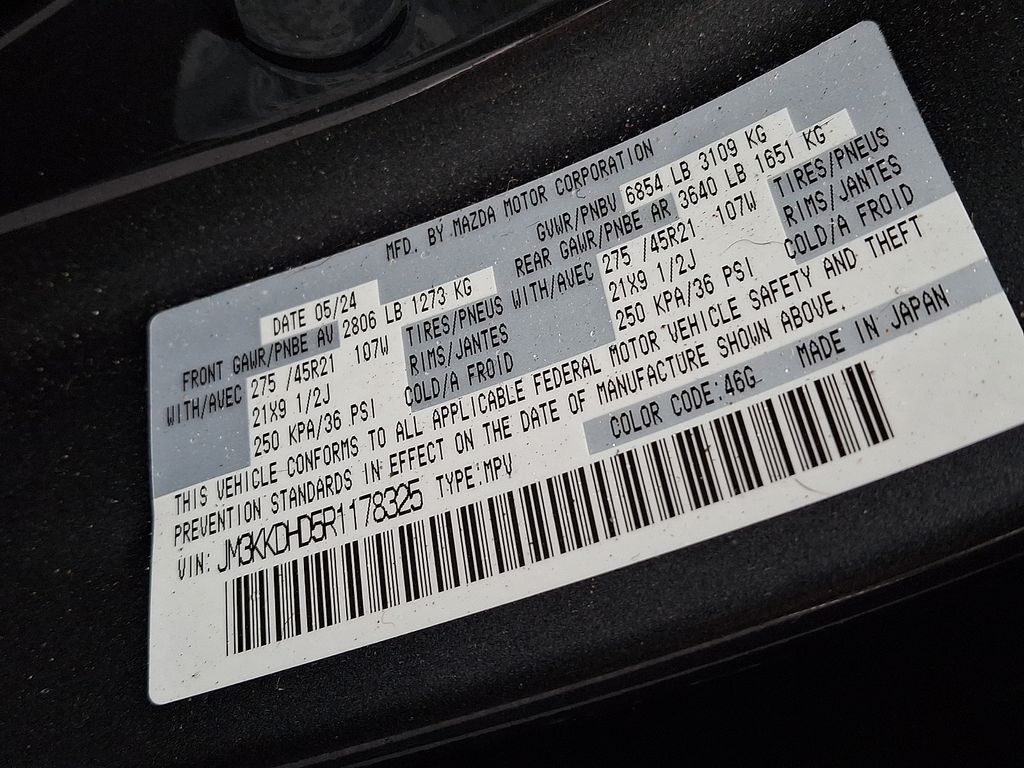 MFD. BY MAZDA MOTOR CORPORATION
DATE 05/24 GVWR/PNBV 6854 LB 3109 KG
FRONT GAWR/PNBE AV 2806 LB 1273 KG REAR GAWR/PNBE AR 3640 LB 1651 KG
WITH/AVEC 275 /45R21 107W TIRES/PNEUS WITH/AVEC 275 /45R21 107W TIRES/PNEUS
21X9 1/2J RIMS/JANTES 21X9 1/2J RIMS/JANTES
250 KPA/36 PSI COLD/A FROID 250 KPA/36 PSI COLD/A FROID
THIS VEHICLE CONFORMS TO ALL APPLICABLE FEDERAL MOTOR VEHICLE SAFETY AND THEFT
PREVENTION STANDARDS IN EFFECT ON THE DATE OF MANUFACTURE SHOWN ABOVE.
VIN: JM3KKDHD5R1178325 TYPE:MPV COLOR CODE:46G MADE IN JAPAN